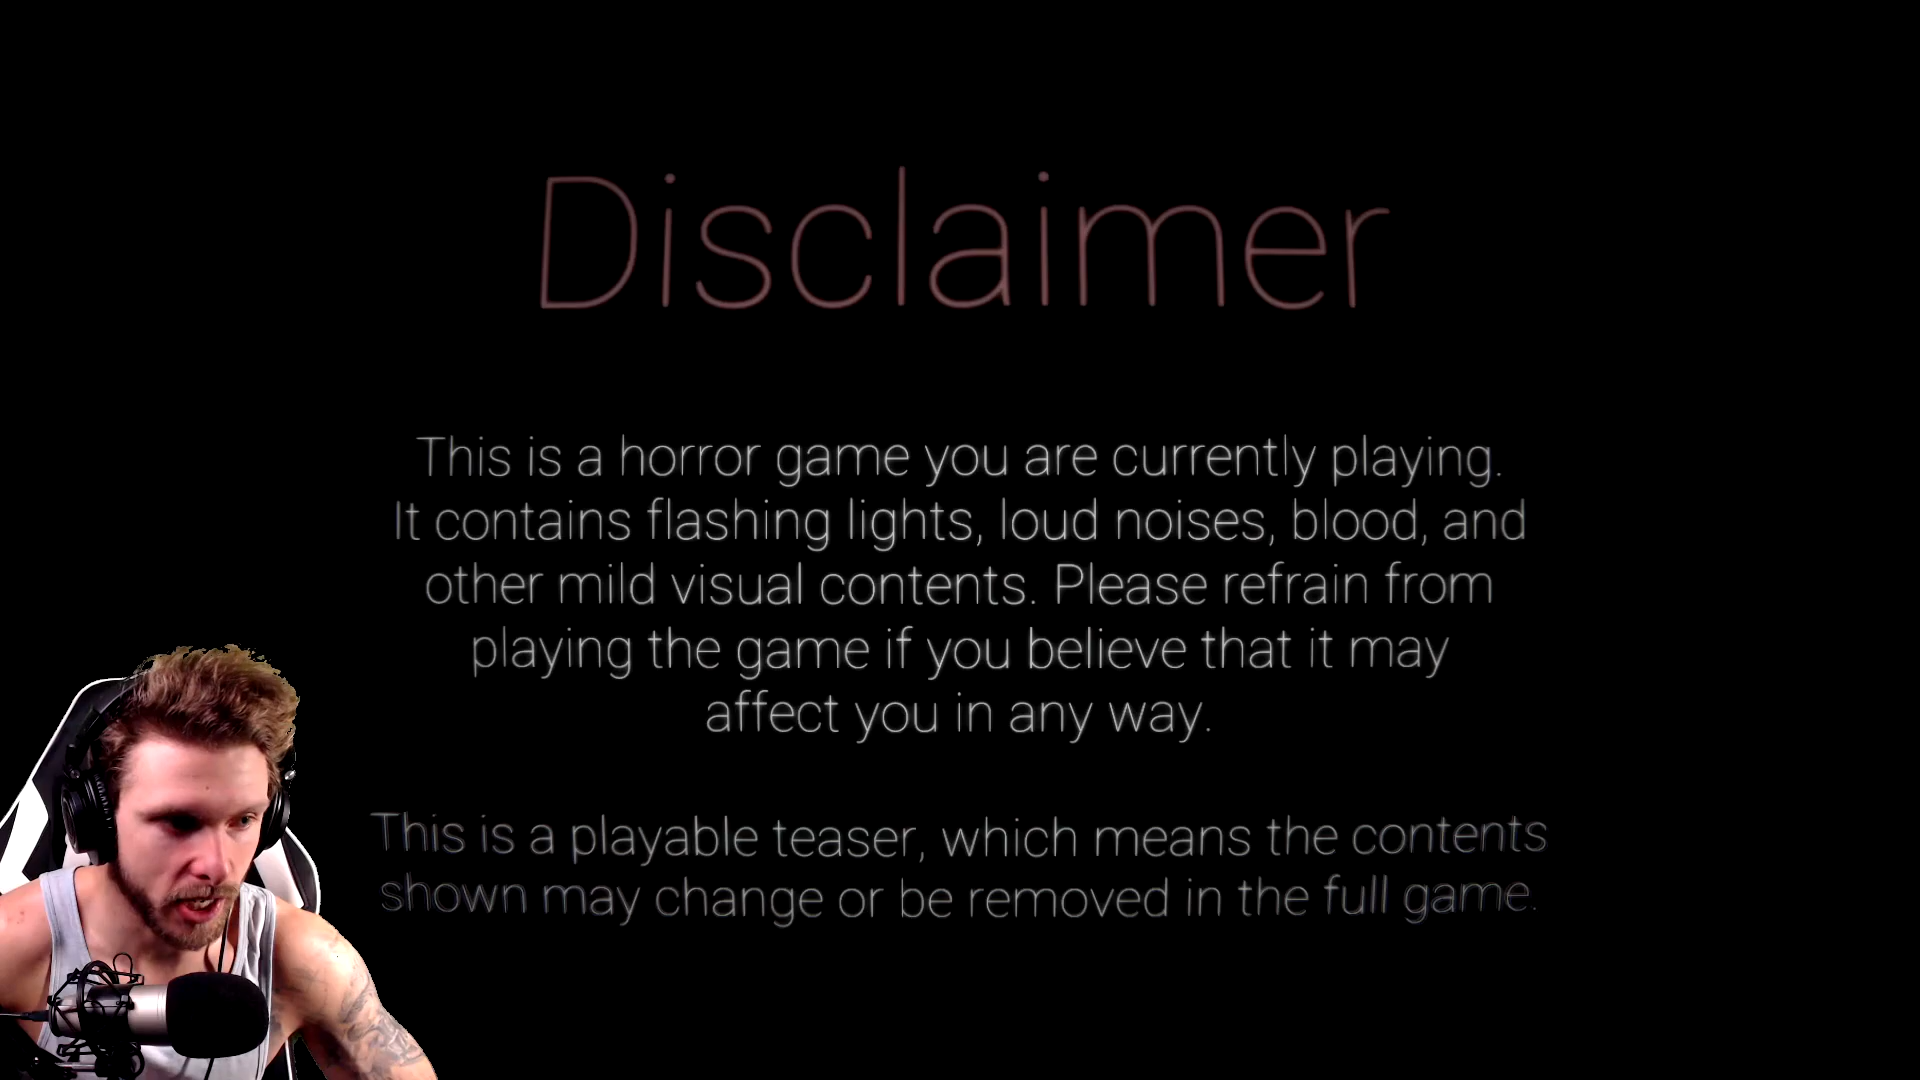 Disclaimer
This is a horror game you are currently playing.
It contains flashing lights, loud noises, blood, and
other mild visual contents. Please refrain from
playing the game if you believe that it may
affect you in any way.
This is a playable teaser, which means the contents
shown may change or be removed in the full game.